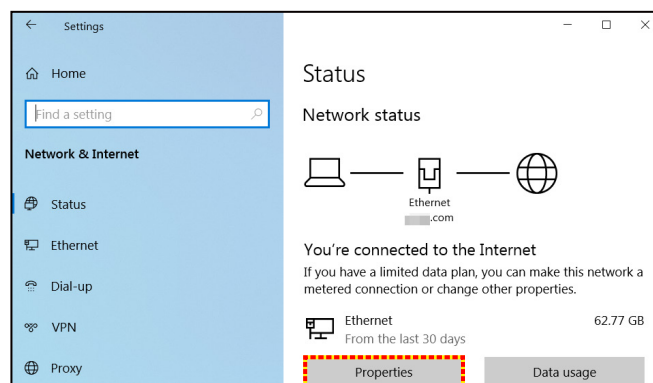 Settings
Home
Find a setting
Network & Internet
Status
Ethernet
Dial-up
VPN
Proxy
Status
Network status
Ethernet
.com
You're connected to the Internet
If you have a limited data plan, you can make this network a
metered connection or change other properties.
Ethernet 62.77 GB
From the last 30 days
Properties Data usage